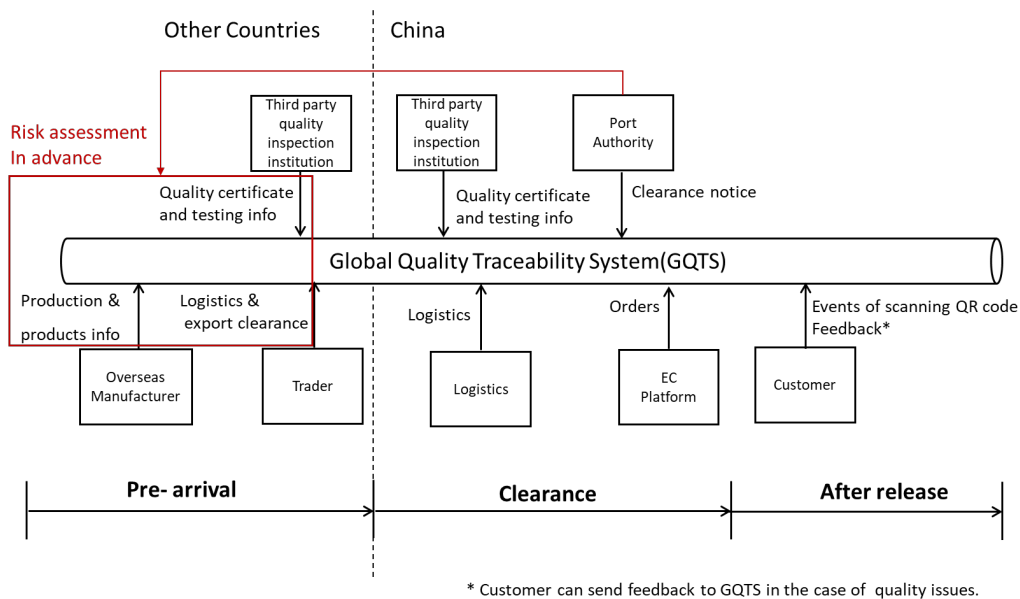 Other Countries
China
Third party
quality
inspection
institution
Third party
quality
inspection
institution
Port
Authority
Risk assessment
In advance
Quality certificate
and testing info
Quality certificate
and testing info
Clearance notice
Global Quality Traceability System(GQTS)
Production &
products info
Logistics &
export clearance
Logistics
Orders
Events of scanning QR code
Feedback*
Overseas
Manufacturer
Trader
Logistics
EC
Platform
Customer
Pre- arrival
Clearance
After release
* Customer can send feedback to GQTS in the case of quality issues.